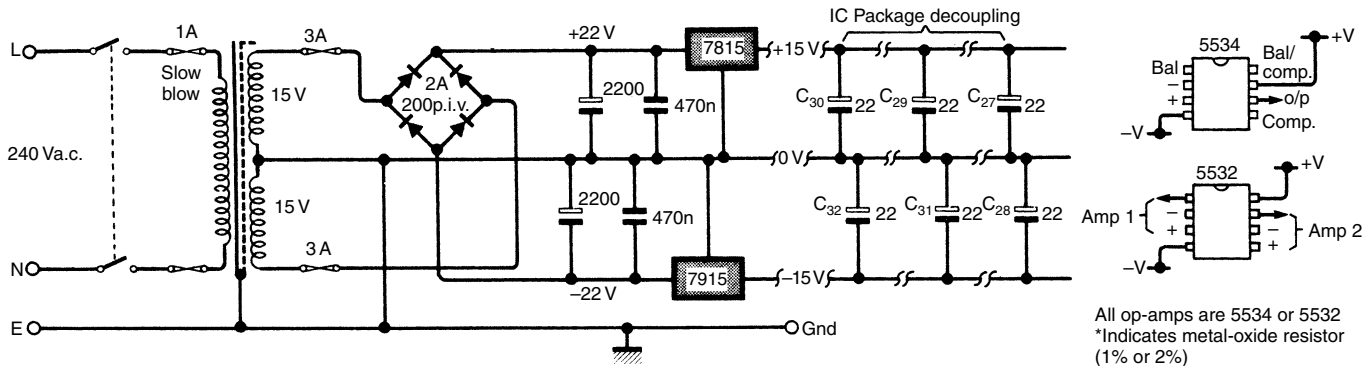 IC Package decoupling
L
1A
Slow
blow
15 V
3A
2A
200p.i.v.
+22 V
2200
470n
7815
+15 V
C30
22
C29
22
C27
22
240 Va.c.
0 V
15 V
3 A
2200
470n
C32
22
C31
22
C28
22
N
–22 V
7915
–15 V
E
Gnd
5534
+V
Bal
–
+
Bal/
comp.
o/p
Comp.
–V
5532
+V
Amp 1
–
+
–
+
Amp 2
–V
All op-amps are 5534 or 5532
*Indicates metal-oxide resistor
(1% or 2%)